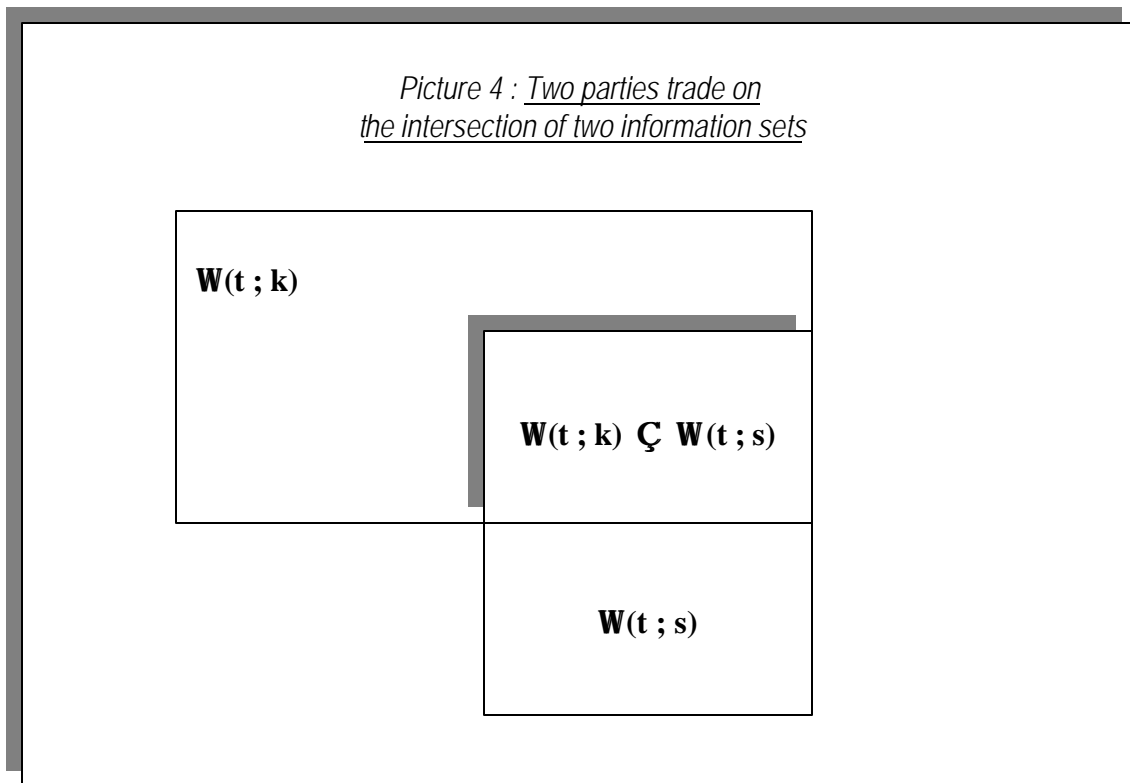 Picture 4 : Two parties trade on
the intersection of two information sets
W(t ; k)
W(t ; k) Ç W(t ; s)
W(t ; s)